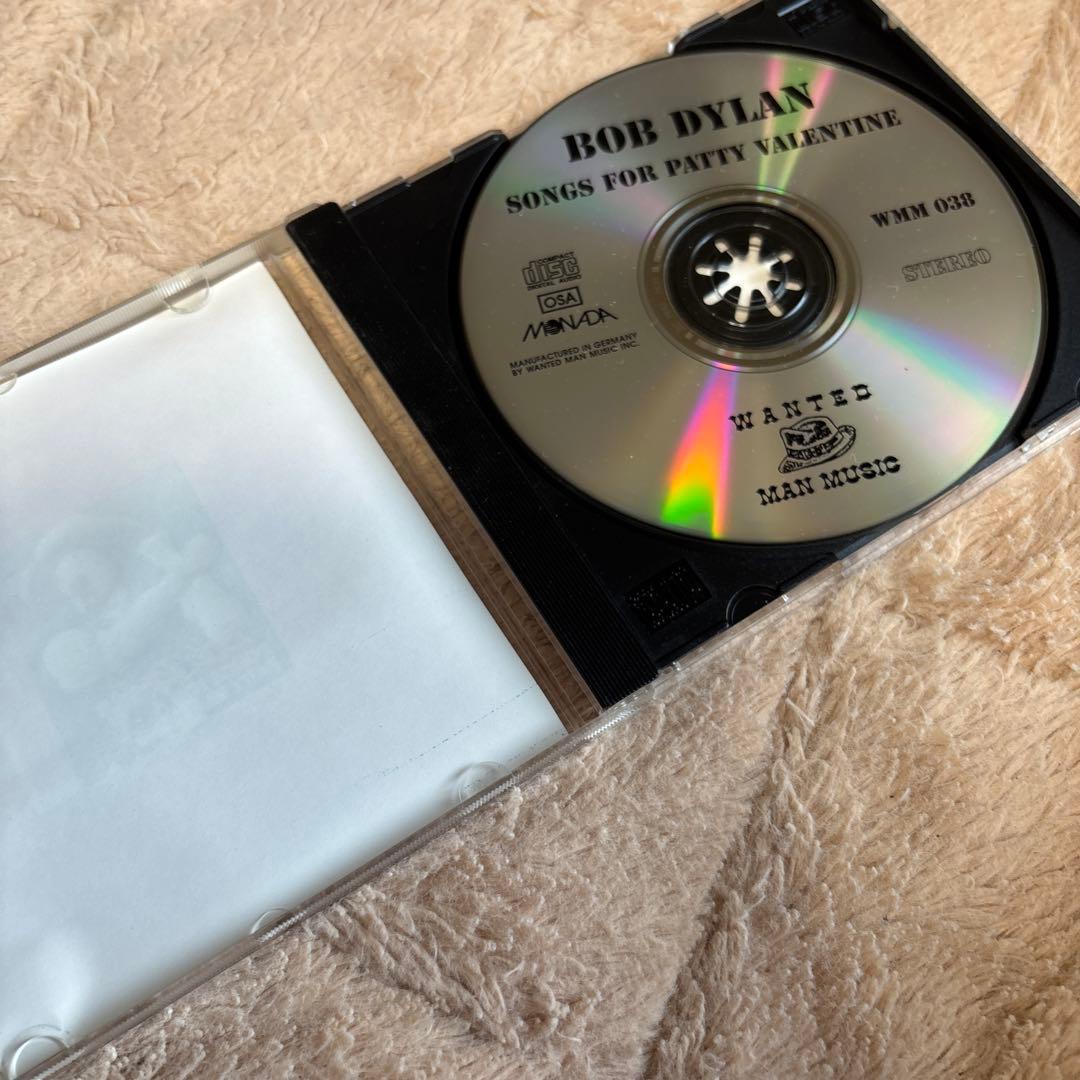 BOB DYLAN
SONGS FOR PATTY VALENTINE
WMM 038
STEREO
COMPACT
disc
DIGITAL AUDIO
OSA
MONADA
MANUFACTURED IN GERMANY
BY WANTED MAN MUSIC INC.
WANTED
MAN MUSIC